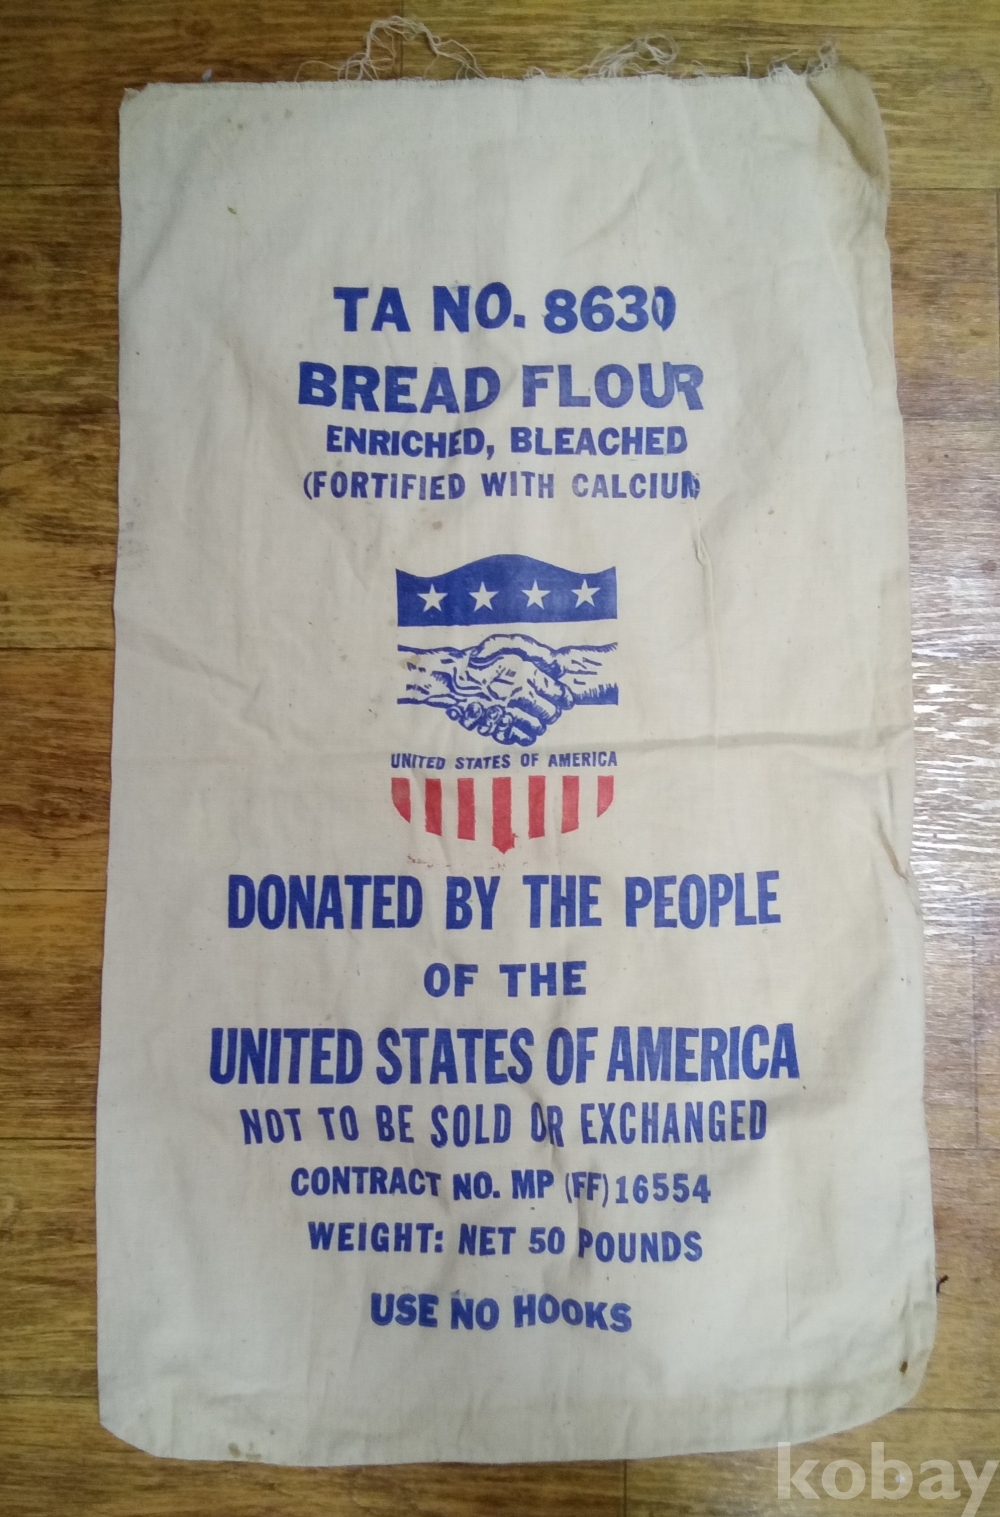 TA NO. 8630
BREAD FLOUR
ENRICHED, BLEACHED
(FORTIFIED WITH CALCIUM)
UNITED STATES OF AMERICA
DONATED BY THE PEOPLE
OF THE
UNITED STATES OF AMERICA
NOT TO BE SOLD OR EXCHANGED
CONTRACT NO. MP (FF) 16554
WEIGHT: NET 50 POUNDS
USE NO HOOKS
kobay